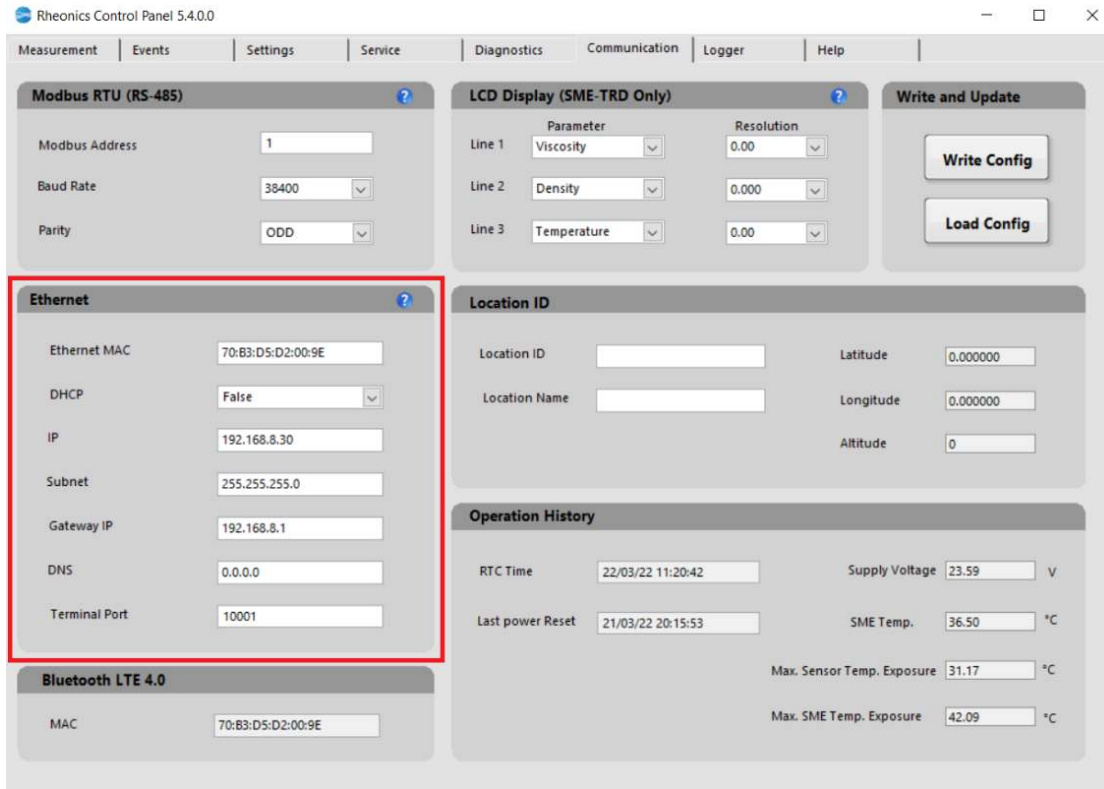 Rheonics Control Panel 5.4.0.0
Measurement Events Settings Service Diagnostics Communication Logger Help
Modbus RTU (RS-485) ?
Modbus Address 1
Baud Rate 38400
Parity ODD
LCD Display (SME-TRD Only) ?
Parameter Resolution
Line 1 Viscosity 0.00
Line 2 Density 0.000
Line 3 Temperature 0.00
Write and Update
Write Config
Load Config
Ethernet ?
Ethernet MAC 70:B3:D5:D2:00:9E
DHCP False
IP 192.168.8.30
Subnet 255.255.255.0
Gateway IP 192.168.8.1
DNS 0.0.0.0
Terminal Port 10001
Location ID
Location ID Latitude 0.000000
Location Name Longitude 0.000000
Altitude 0
Operation History
RTC Time 22/03/22 11:20:42 Supply Voltage 23.59 V
Last power Reset 21/03/22 20:15:53 SME Temp. 36.50 °C
Max. Sensor Temp. Exposure 31.17 °C
Max. SME Temp. Exposure 42.09 °C
Bluetooth LTE 4.0
MAC 70:B3:D5:D2:00:9E